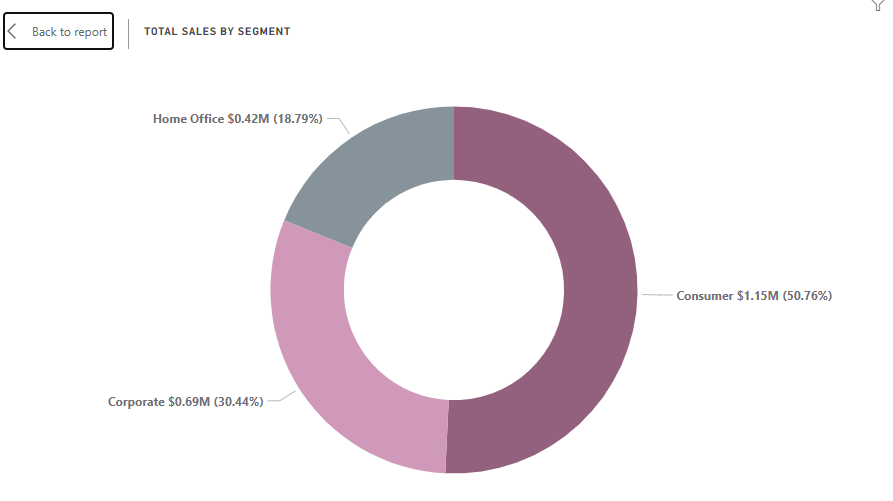 Back to report
TOTAL SALES BY SEGMENT
Home Office $0.42M (18.79%)
Consumer $1.15M (50.76%)
Corporate $0.69M (30.44%)